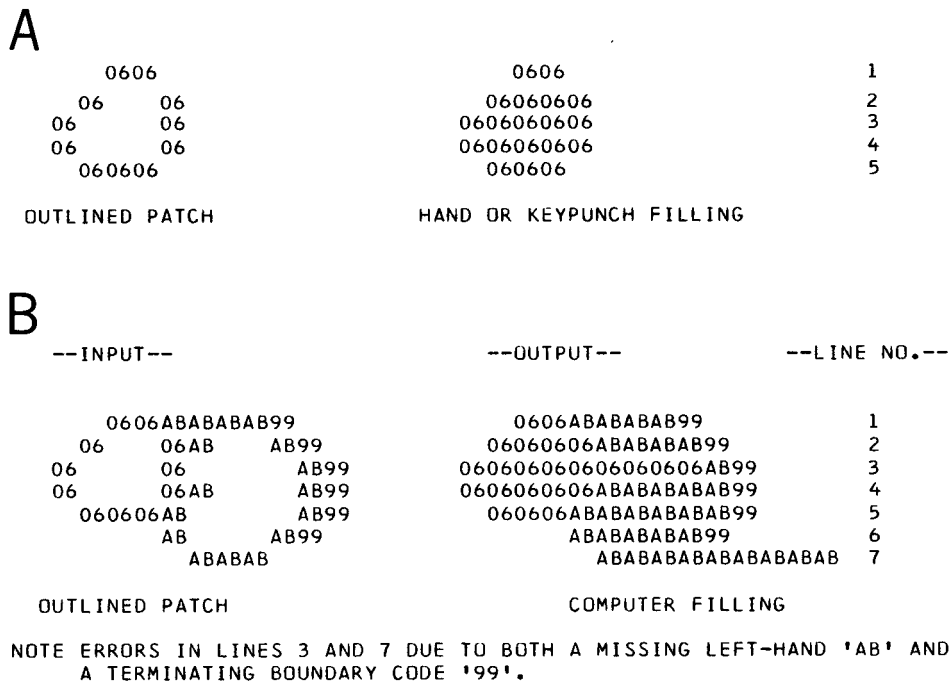 A
0606 0606 1
06 06 06060606 2
06 06 0606060606 3
06 06 0606060606 4
060606 060606 5
OUTLINED PATCH HAND OR KEYPUNCH FILLING
B
--INPUT-- --OUTPUT-- --LINE NO.--
0606ABABABAB99 0606ABABABAB99 1
06 06AB AB99 06060606ABABABAB99 2
06 06 AB99 060606060606060606AB99 3
06 06AB AB99 0606060606ABABABABAB99 4
060606AB AB99 060606ABABABABABAB99 5
AB AB99 ABABABABAB99 6
ABABAB ABABABABABABABABAB 7
OUTLINED PATCH COMPUTER FILLING
NOTE ERRORS IN LINES 3 AND 7 DUE TO BOTH A MISSING LEFT-HAND 'AB' AND
A TERMINATING BOUNDARY CODE '99'.